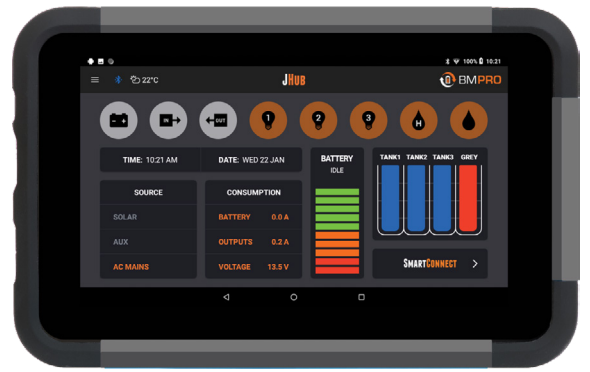 100% 10:21
22°C
JHUB
BMPRO
- +
IN
OUT
1
2
3
H
TIME: 10:21 AM
DATE: WED 22 JAN
BATTERY
IDLE
TANK1 TANK2 TANK3 GREY
SOURCE
CONSUMPTION
SOLAR
BATTERY 0.0 A
AUX
OUTPUTS 0.2 A
AC MAINS
VOLTAGE 13.5 V
SMARTCONNECT >